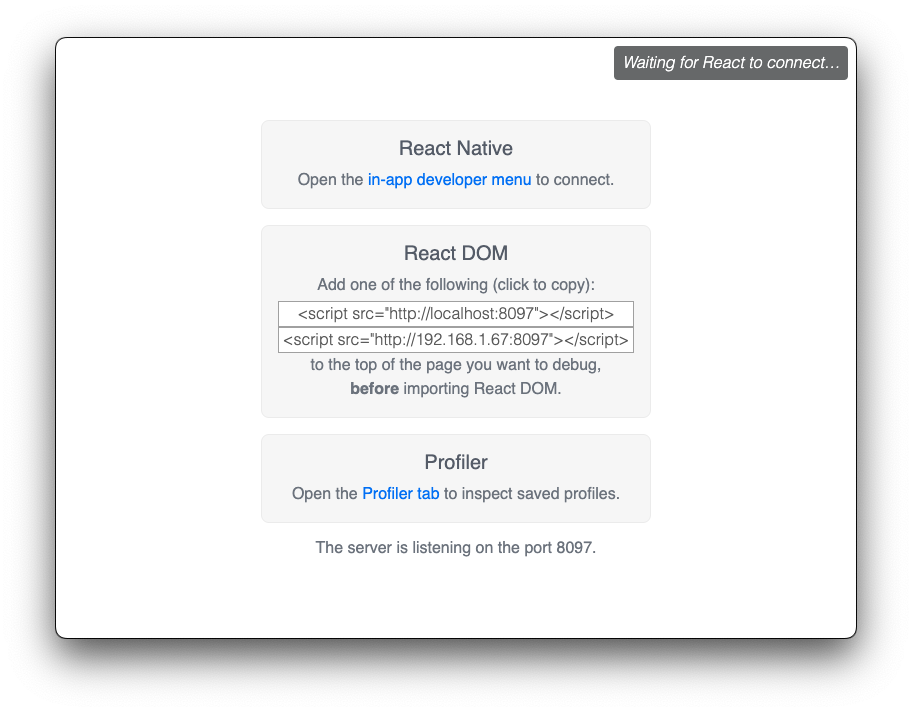 Waiting for React to connect…
React Native
Open the in-app developer menu to connect.
React DOM
Add one of the following (click to copy):
<script src="http://localhost:8097"></script>
<script src="http://192.168.1.67:8097"></script>
to the top of the page you want to debug,
before importing React DOM.
Profiler
Open the Profiler tab to inspect saved profiles.
The server is listening on the port 8097.